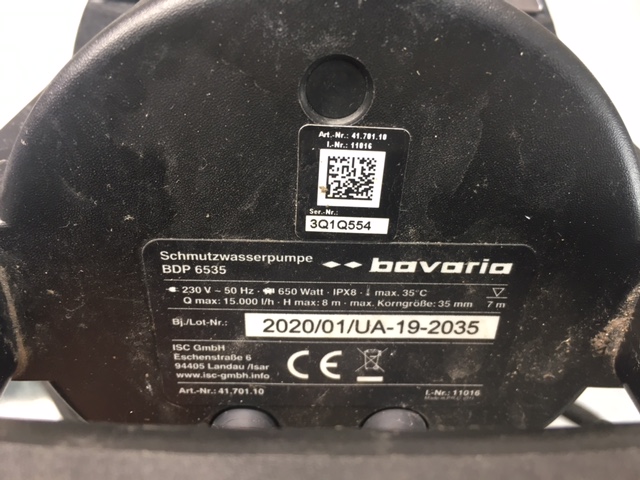 Art.-Nr.: 41.701.10
I.-Nr.: 11016
Ser.-Nr.:
3Q1Q554
Schmutzwasserpumpe
BDP 6535
bavaria
230 V ~ 50 Hz · 650 Watt · IPX8 · max. 35°C
Q max: 15.000 l/h · H max: 8 m · max. Korngröße: 35 mm
7 m
Bj./Lot-Nr.:
2020/01/UA-19-2035
ISC GmbH
Eschenstraße 6
94405 Landau /Isar
www.isc-gmbh.info
CE
Art.-Nr.: 41.701.10
I.-Nr.: 11016